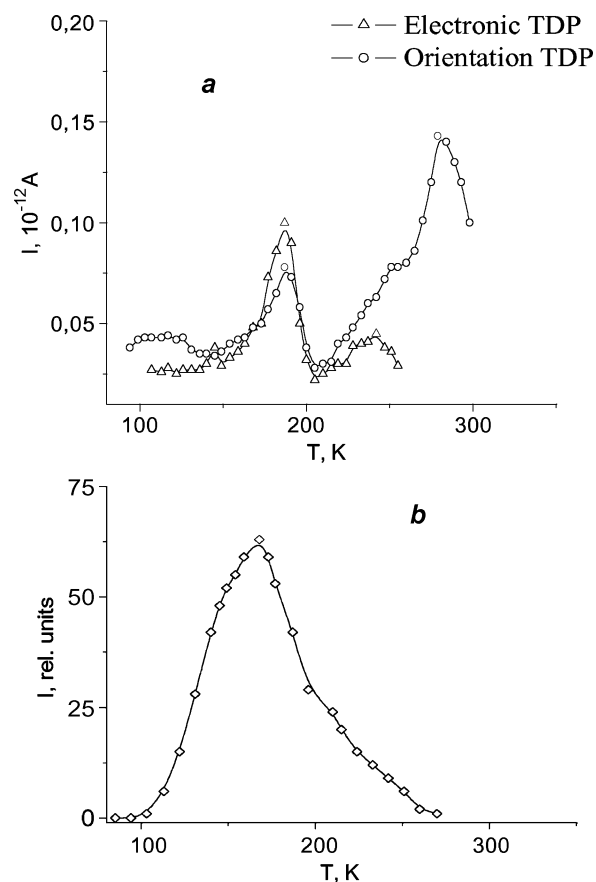 0,20
Electronic TDP
Orientation TDP
a
0,15
I, 10⁻¹²A
0,10
0,05
100 200 300
T, K
75
b
50
I, rel. units
25
0
100 200 300
T, K